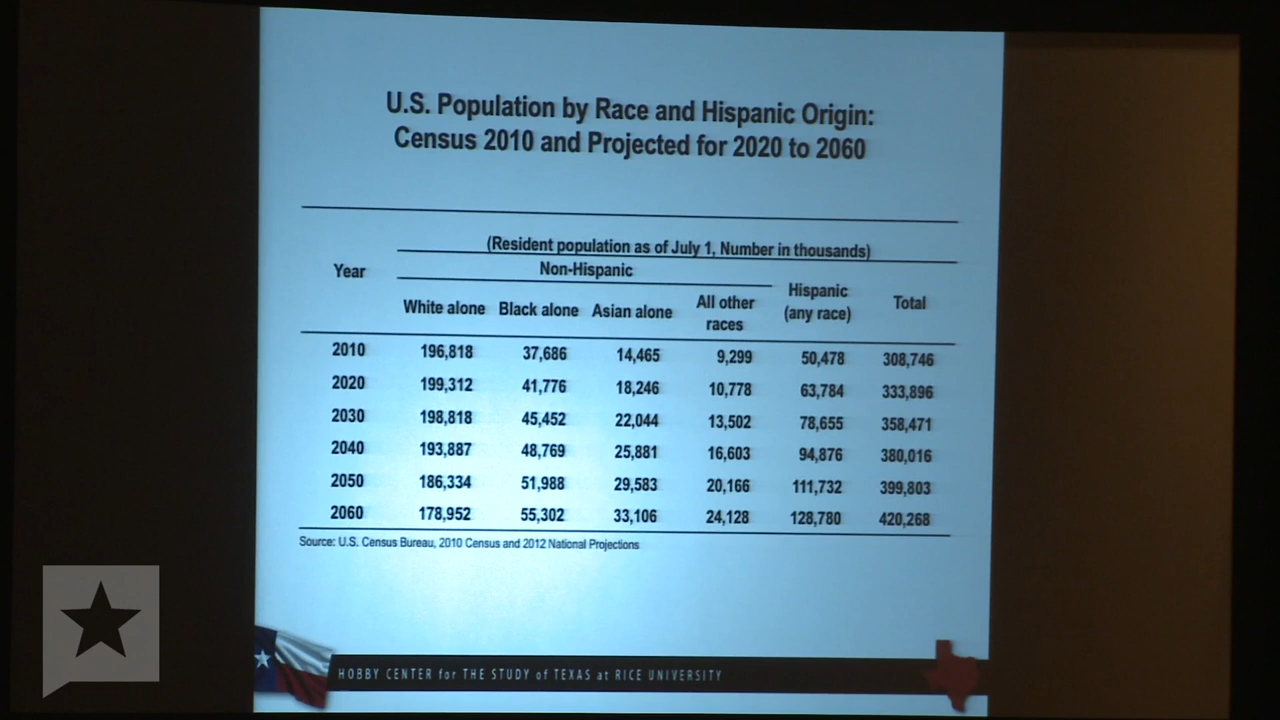 U.S. Population by Race and Hispanic Origin:
Census 2010 and Projected for 2020 to 2060
(Resident population as of July 1, Number in thousands)
Year
Non-Hispanic
Hispanic
(any race)
Total
White alone Black alone Asian alone All other
races
2010 196,818 37,686 14,465 9,299 50,478 308,746
2020 199,312 41,776 18,246 10,778 63,784 333,896
2030 198,818 45,452 22,044 13,502 78,655 358,471
2040 193,887 48,769 25,881 16,603 94,876 380,016
2050 186,334 51,988 29,583 20,166 111,732 399,803
2060 178,952 55,302 33,106 24,128 128,780 420,268
Source: U.S. Census Bureau, 2010 Census and 2012 National Projections
HOBBY CENTER for THE STUDY of TEXAS at RICE UNIVERSITY